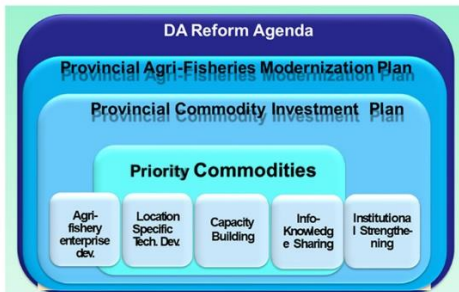 DA Reform Agenda
Provincial Agri-Fisheries Modernization Plan
Provincial Commodity Investment Plan
Priority Commodities
Agri-
fishery
enterprise
dev.
Location
Specific
Tech. Dev.
Capacity
Building
Info-
Knowledg
e Sharing
Institutiona
l Strengthe-
ning